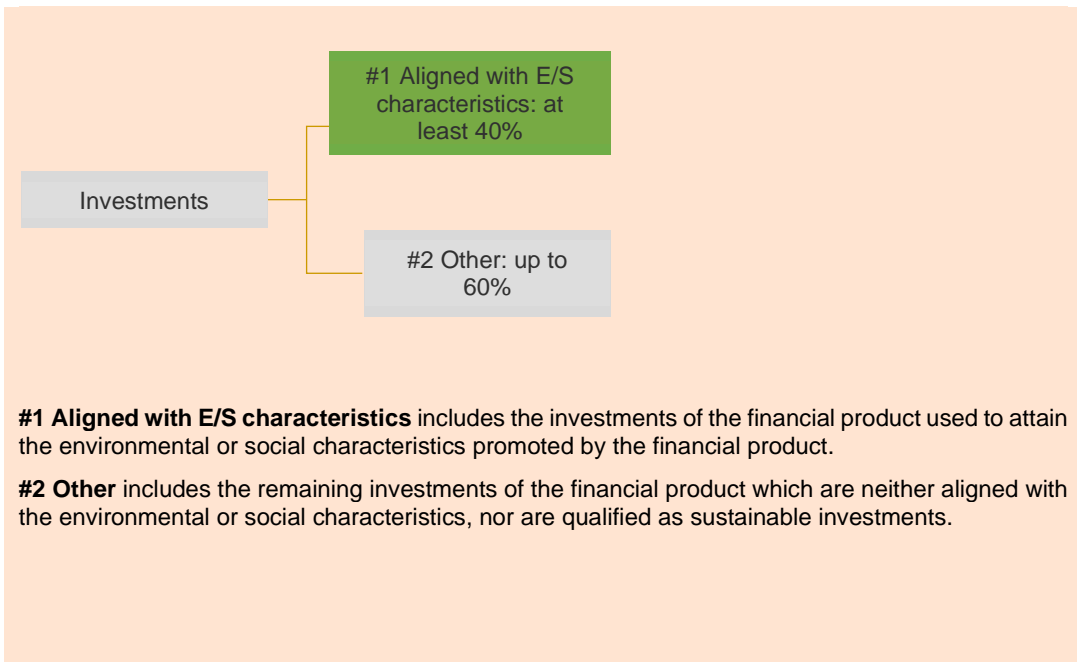 #1 Aligned with E/S
characteristics: at
least 40%
Investments
#2 Other: up to
60%
#1 Aligned with E/S characteristics includes the investments of the financial product used to attain
the environmental or social characteristics promoted by the financial product.
#2 Other includes the remaining investments of the financial product which are neither aligned with
the environmental or social characteristics, nor are qualified as sustainable investments.